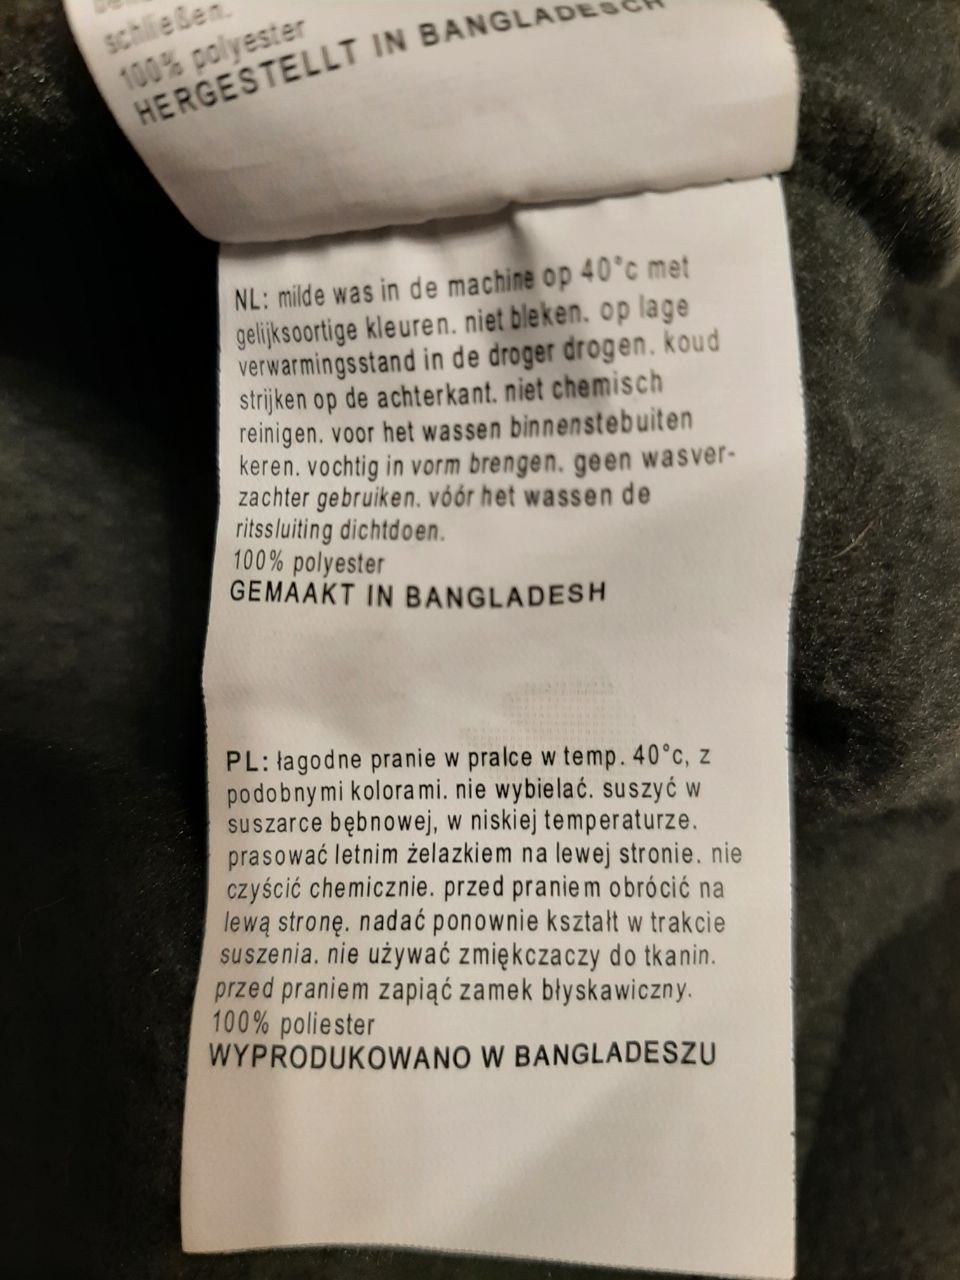 schließen.
100% polyester
HERGESTELLT IN BANGLADESCH
NL: milde was in de machine op 40°c met
gelijksoortige kleuren. niet bleken. op lage
verwarmingsstand in de droger drogen. koud
strijken op de achterkant. niet chemisch
reinigen. voor het wassen binnenstebuiten
keren. vochtig in vorm brengen. geen wasver-
zachter gebruiken. vóór het wassen de
ritssluiting dichtdoen.
100% polyester
GEMAAKT IN BANGLADESH
PL: łagodne pranie w pralce w temp. 40°c, z
podobnymi kolorami. nie wybielać. suszyć w
suszarce bębnowej, w niskiej temperaturze.
prasować letnim żelazkiem na lewej stronie. nie
czyścić chemicznie. przed praniem obrócić na
lewą stronę. nadać ponownie kształt w trakcie
suszenia. nie używać zmiękczaczy do tkanin.
przed praniem zapiąć zamek błyskawiczny.
100% poliester
WYPRODUKOWANO W BANGLADESZU